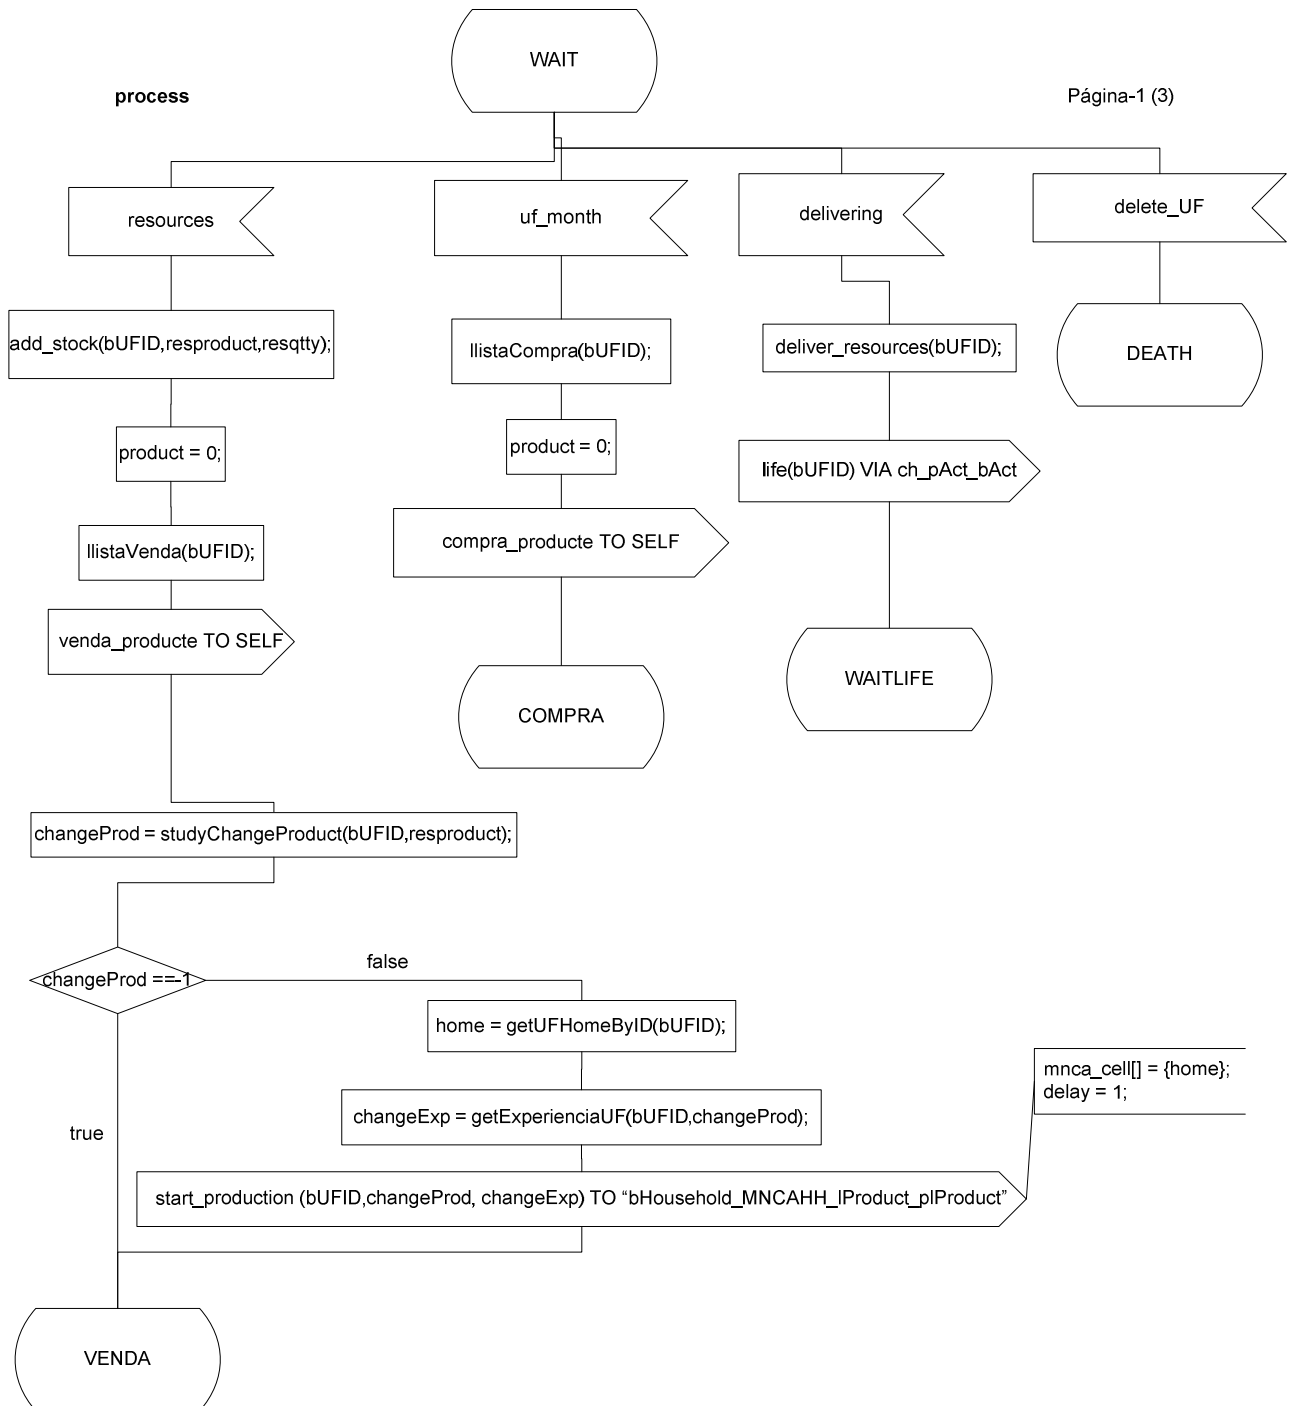 WAIT
process
Página-1 (3)
resources
uf_month
delivering
delete_UF
add_stock(bUFID,resproduct,resqtty);
llistaCompra(bUFID);
deliver_resources(bUFID);
DEATH
product = 0;
product = 0;
life(bUFID) VIA ch_pAct_bAct
llistaVenda(bUFID);
compra_producte TO SELF
venda_producte TO SELF
WAITLIFE
COMPRA
changeProd = studyChangeProduct(bUFID,resproduct);
changeProd ==-1
false
home = getUFHomeByID(bUFID);
mnca_cell[] = {home};
delay = 1;
changeExp = getExperienciaUF(bUFID,changeProd);
true
start_production (bUFID,changeProd, changeExp) TO “bHousehold_MNCAHH_lProduct_plProduct”
VENDA